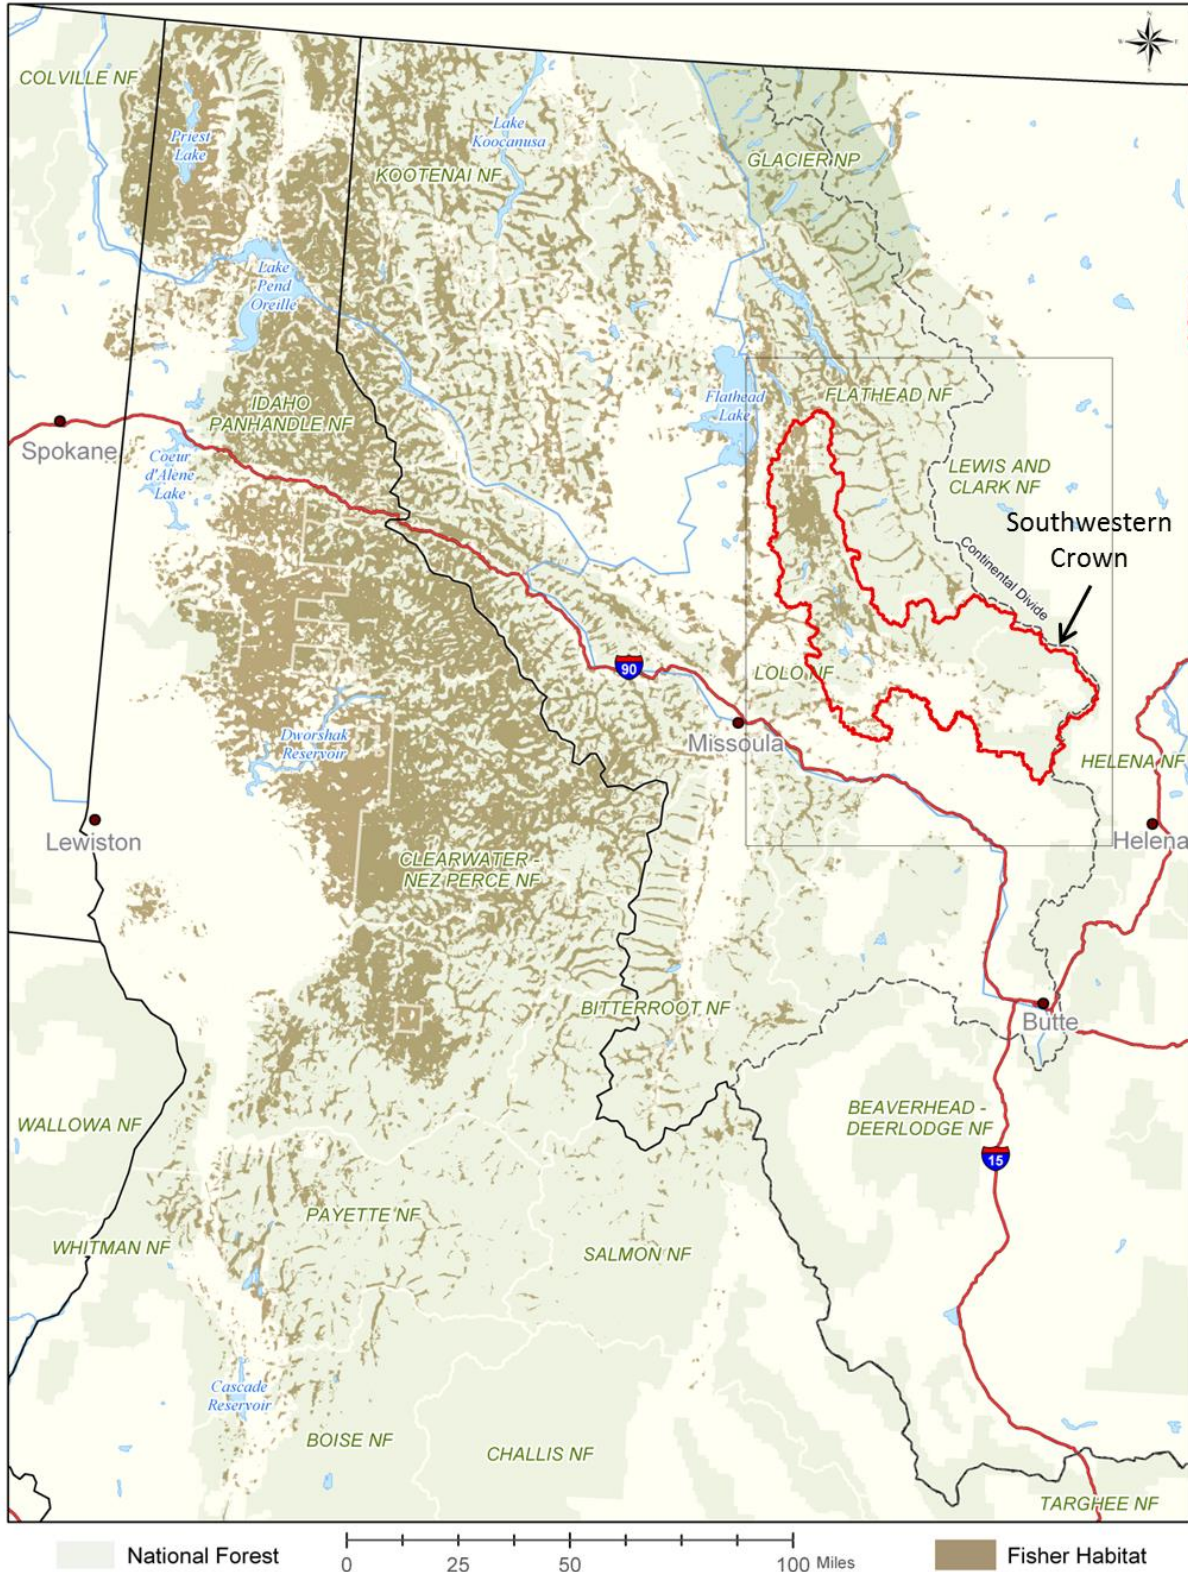 N
W
E
S
COLVILLE NF
Priest
Lake
Lake
Koocanusa
KOOTENAI NF
GLACIER NP
Lake
Pend
Oreille
IDAHO
PANHANDLE NF
Flathead
Lake
FLATHEAD NF
Spokane
Coeur
d'Alene
Lake
LEWIS AND
CLARK NF
Southwestern
Crown
Continental Divide
90
LOLO NF
Missoula
Dworshak
Reservoir
HELENA NF
Lewiston
Helena
CLEARWATER -
NEZ PERCE NF
BITTERROOT NF
Butte
WALLOWA NF
BEAVERHEAD -
DEERLODGE NF
15
PAYETTE NF
WHITMAN NF
SALMON NF
Cascade
Reservoir
BOISE NF
CHALLIS NF
TARGHEE NF
National Forest
0 25 50 100 Miles
Fisher Habitat